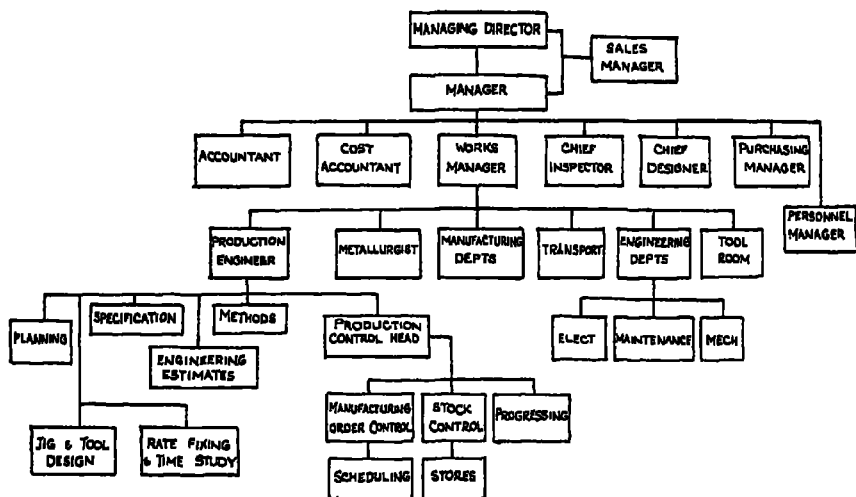 MANAGING DIRECTOR
SALES
MANAGER
MANAGER
ACCOUNTANT
COST
ACCOUNTANT
WORKS
MANAGER
CHIEF
INSPECTOR
CHIEF
DESIGNER
PURCHASING
MANAGER
PERSONNEL
MANAGER
PRODUCTION
ENGINEER
METALLURGIST
MANUFACTURING
DEPTS
TRANSPORT
ENGINEERING
DEPTS
TOOL
ROOM
PLANNING
SPECIFICATION
METHODS
ENGINEERING
ESTIMATES
PRODUCTION
CONTROL HEAD
ELECT
MAINTENANCE
MECH
JIG & TOOL
DESIGN
RATE FIXING
& TIME STUDY
MANUFACTURING
ORDER CONTROL
STOCK
CONTROL
PROGRESSING
SCHEDULING
STORES